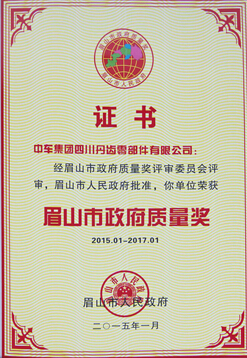 眉山市政府质量奖
眉山市人民政府
证书
中车集团四川丹齿零部件有限公司：
经眉山市政府质量奖评审委员会评
审，眉山市人民政府批准，你单位荣获
眉山市政府质量奖
2015.01-2017.01
眉山市人民政府
眉山市人民政府
二〇一五年一月